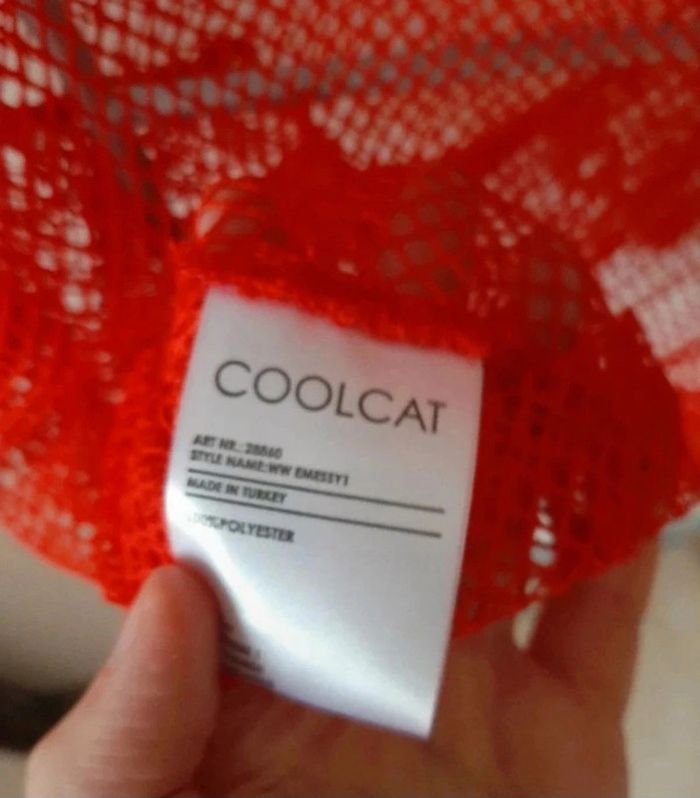 COOLCAT
ART NR.: 28860
STYLE NAME:WW EMESSY1
MADE IN TURKEY
100%POLYESTER